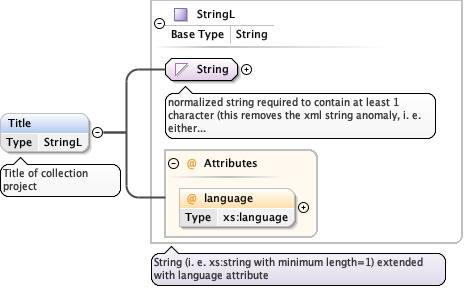 StringL
Base Type String
String
normalized string required to contain at least 1
character (this removes the xml string anomaly, i. e.
either...
Title
Type StringL
Title of collection
project
@ Attributes
@ language
Type xs:language
String (i. e. xs:string with minimum length=1) extended
with language attribute